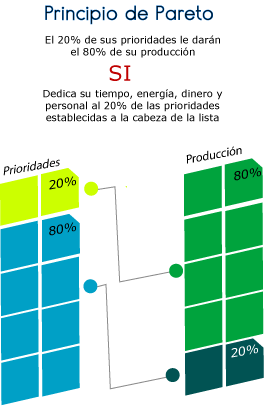 Principio de Pareto
El 20% de sus prioridades le darán
el 80% de su producción
SI
Dedica su tiempo, energía, dinero y
personal al 20% de las prioridades
establecidas a la cabeza de la lista
Prioridades
Producción
20%
80%
80%
20%